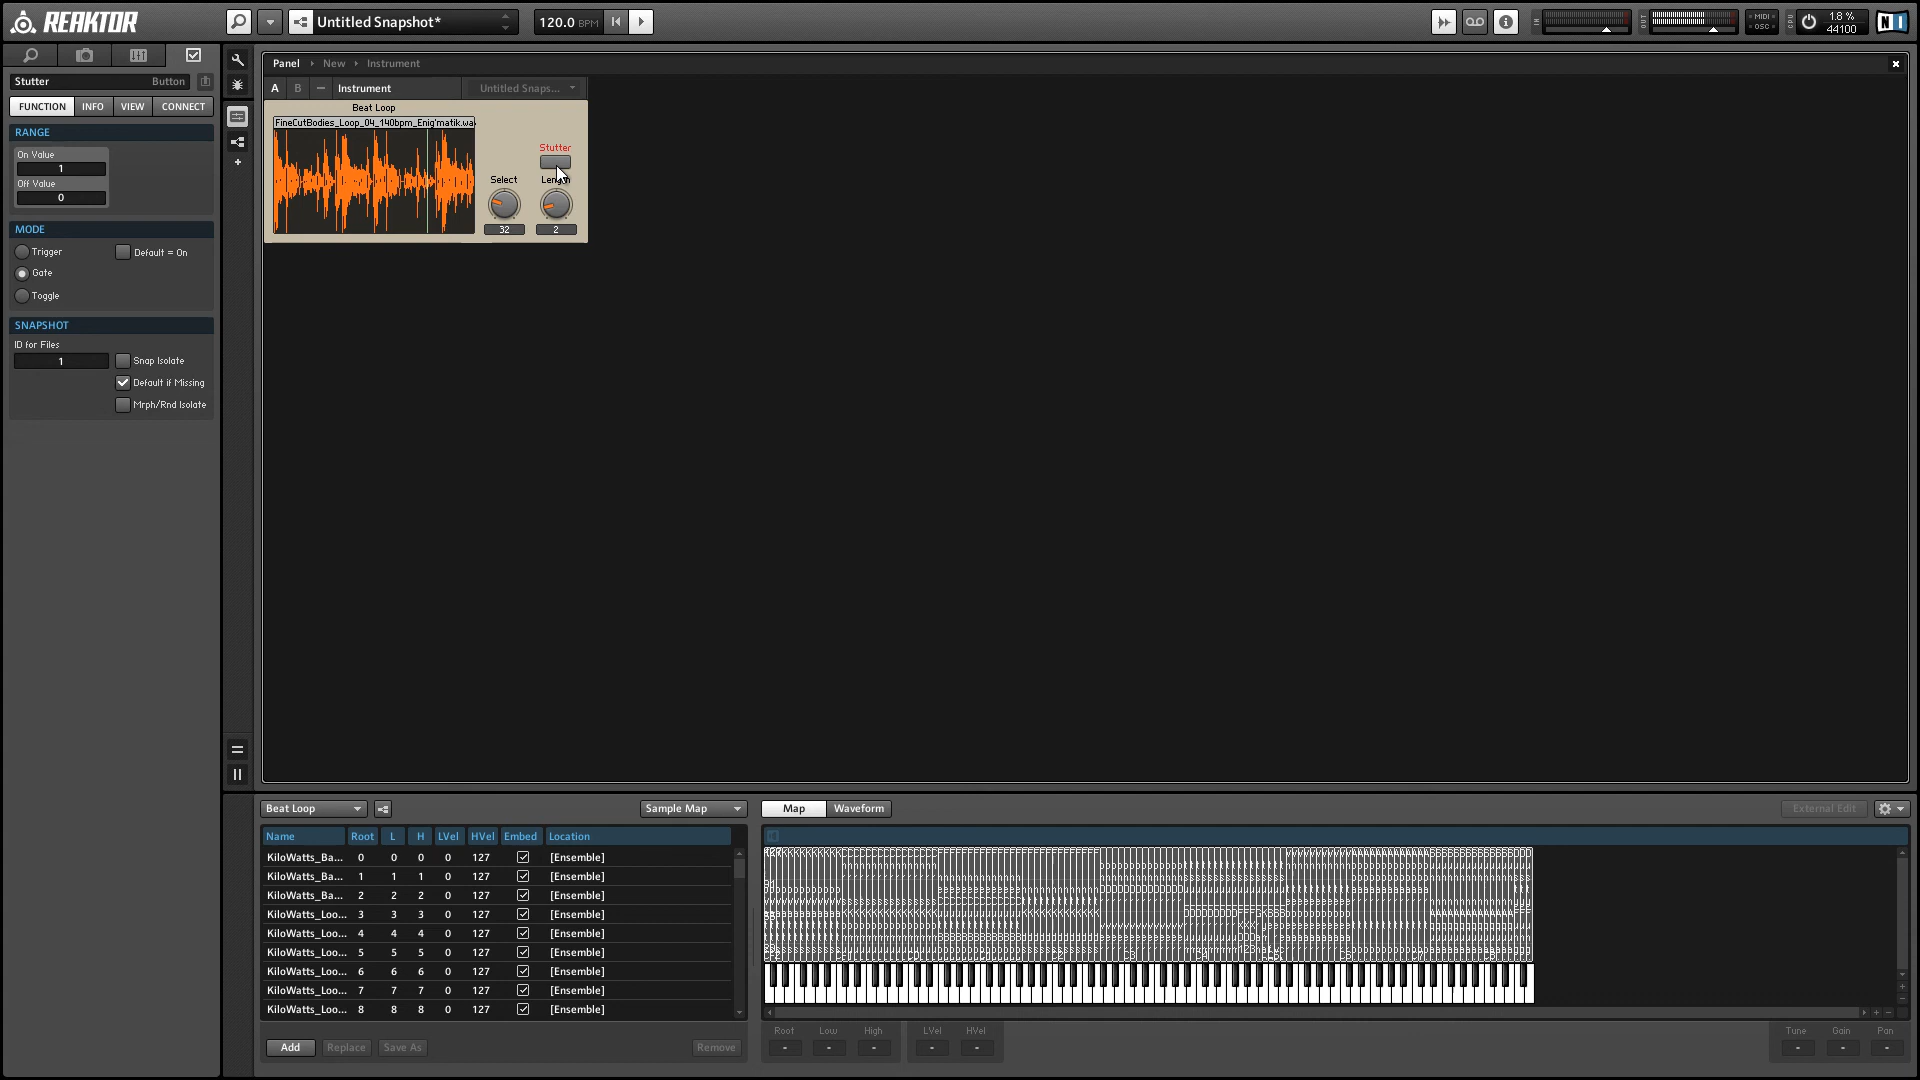 REAKTOR
Untitled Snapshot*
120.0 BPM
IN
OUT
MIDI
OSC
CPU
1.8 %
44100
Stutter
Button
FUNCTION
INFO
VIEW
CONNECT
RANGE
On Value
1
Off Value
0
MODE
Trigger
Default = On
Gate
Toggle
SNAPSHOT
ID for Files
1
Snap Isolate
Default if Missing
Mrph/Rnd Isolate
Panel
New
Instrument
A
B
Instrument
Untitled Snaps...
Beat Loop
FineCutBodies_Loop_04_140bpm_Enig'matik.wa
Stutter
Select
Length
32
2
Beat Loop
Sample Map
Map
Waveform
External Edit
Name Root L H LVel HVel Embed Location
KiloWatts_Ba... 0 0 0 0 127 [Ensemble]
KiloWatts_Ba... 1 1 1 0 127 [Ensemble]
KiloWatts_Ba... 2 2 2 0 127 [Ensemble]
KiloWatts_Loo... 3 3 3 0 127 [Ensemble]
KiloWatts_Loo... 4 4 4 0 127 [Ensemble]
KiloWatts_Loo... 5 5 5 0 127 [Ensemble]
KiloWatts_Loo... 6 6 6 0 127 [Ensemble]
KiloWatts_Loo... 7 7 7 0 127 [Ensemble]
KiloWatts_Loo... 8 8 8 0 127 [Ensemble]
Add
Replace
Save As
Remove
Root
Low
High
LVel
HVel
Tune
Gain
Pan